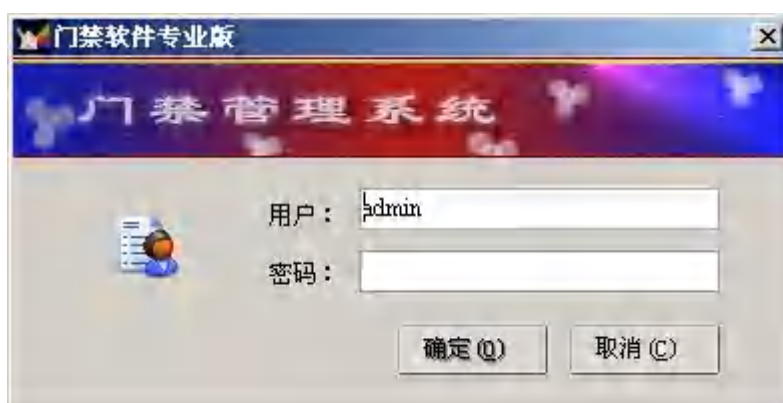 门禁软件专业版
门禁管理系统
用户：
admin
密码：
确定(O)
取消(C)